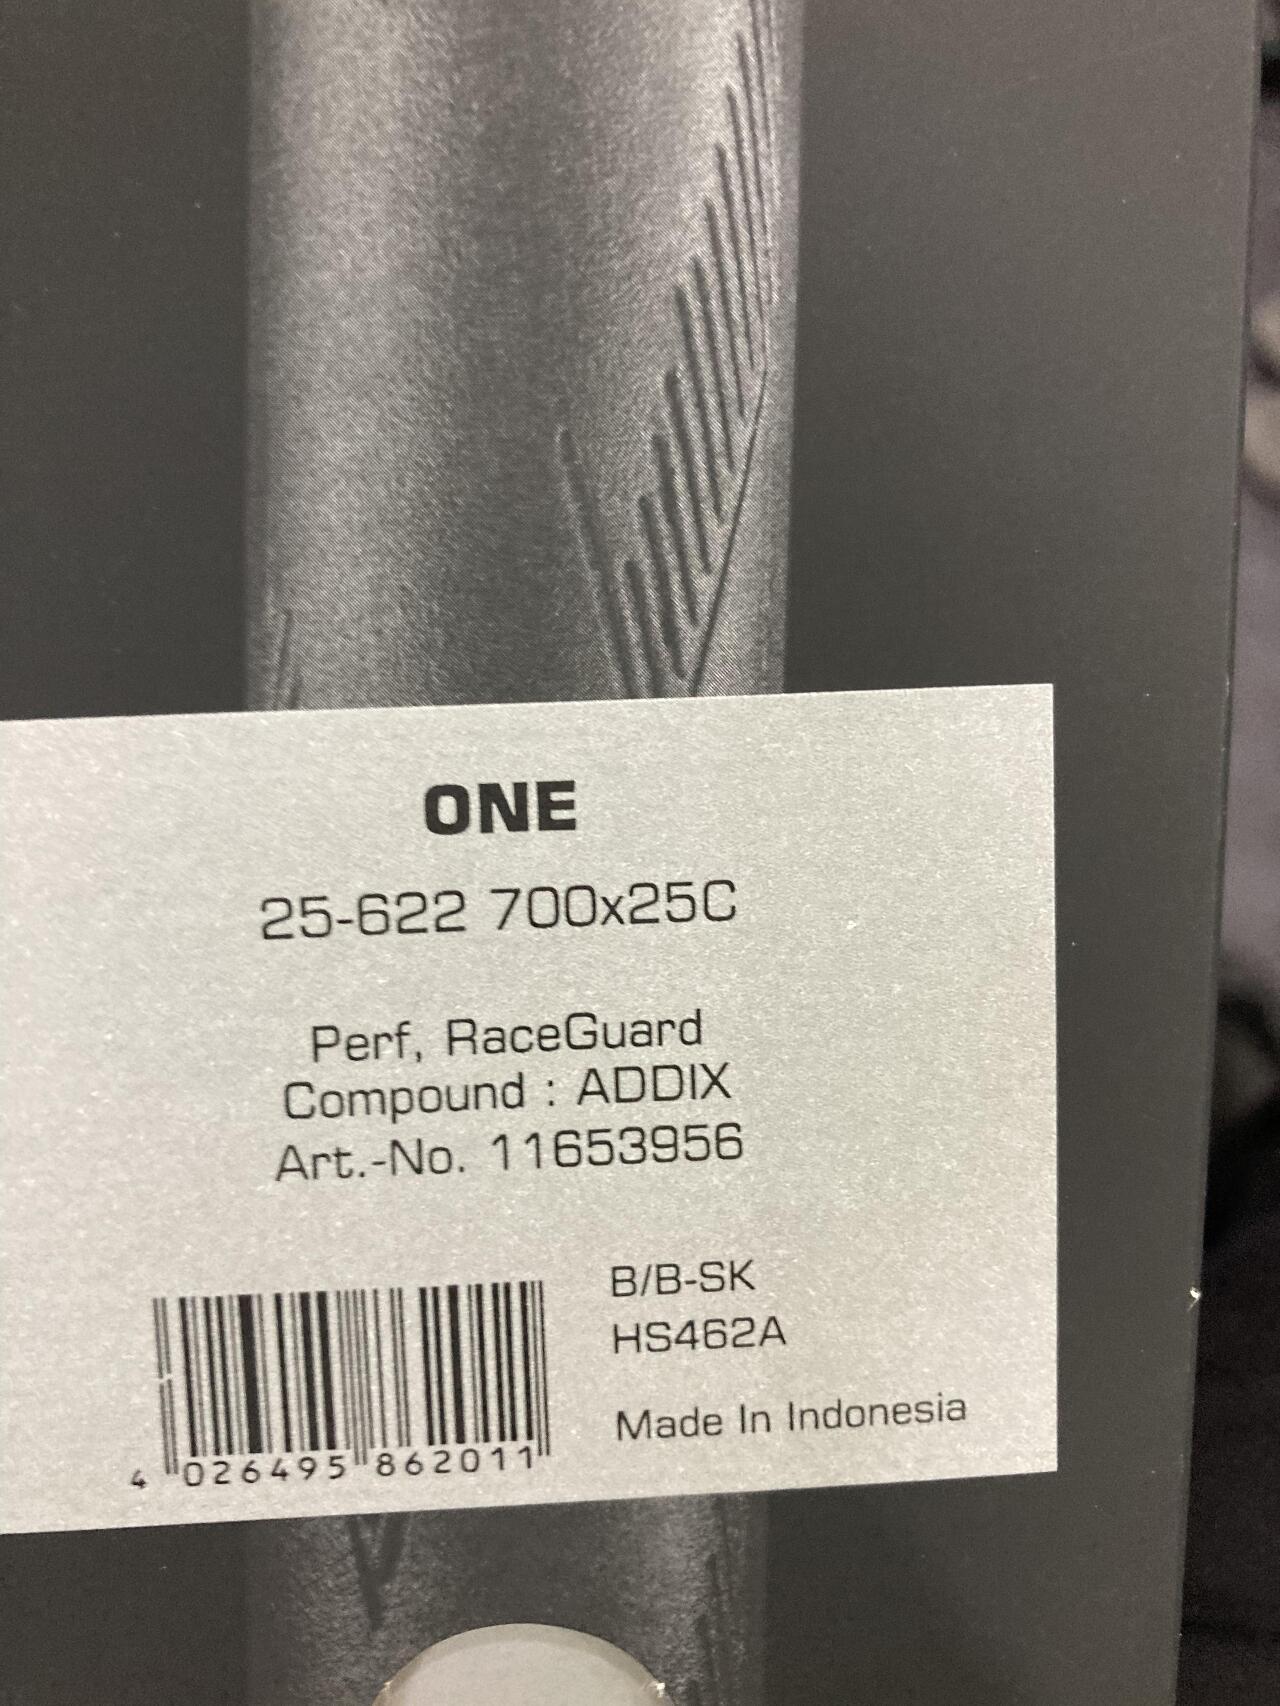 ONE
25-622 700x25C
Perf, RaceGuard
Compound : ADDIX
Art.-No. 11653956
B/B-SK
HS462A
Made In Indonesia
4 026495 862011